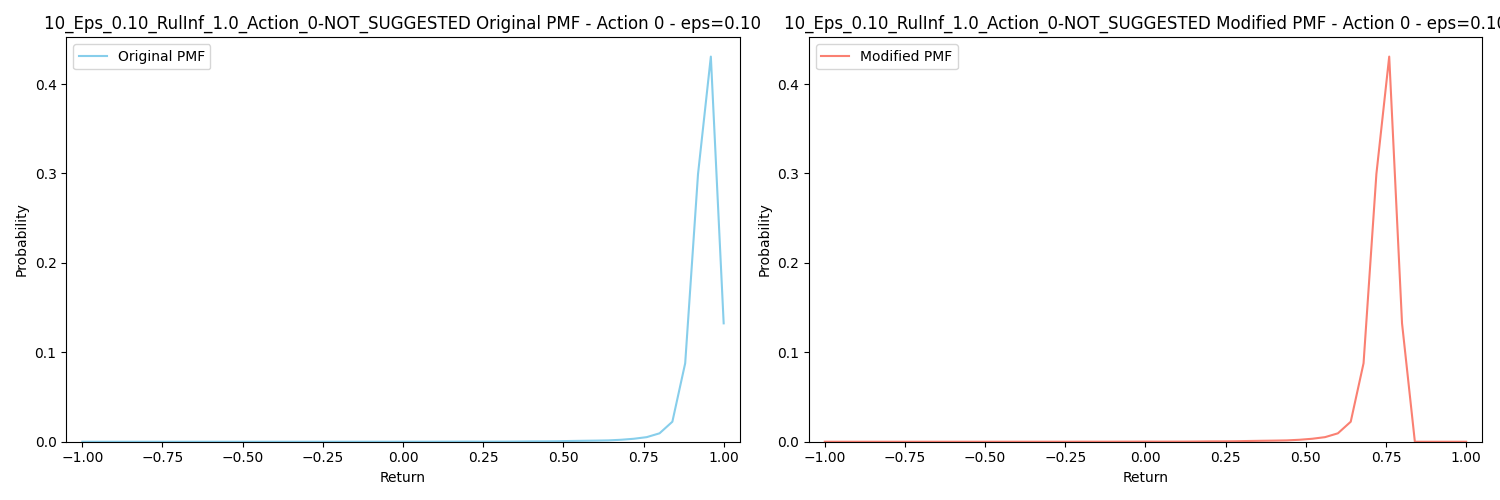 10_Eps_0.10_RulInf_1.0_Action_0-NOT_SUGGESTED Original PMF - Action 0 - eps=0.10
Original PMF
Probability
0.4
0.3
0.2
0.1
0.0
−1.00 −0.75 −0.50 −0.25 0.00 0.25 0.50 0.75 1.00
Return
10_Eps_0.10_RulInf_1.0_Action_0-NOT_SUGGESTED Modified PMF - Action 0 - eps=0.10
Modified PMF
Probability
0.4
0.3
0.2
0.1
0.0
−1.00 −0.75 −0.50 −0.25 0.00 0.25 0.50 0.75 1.00
Return